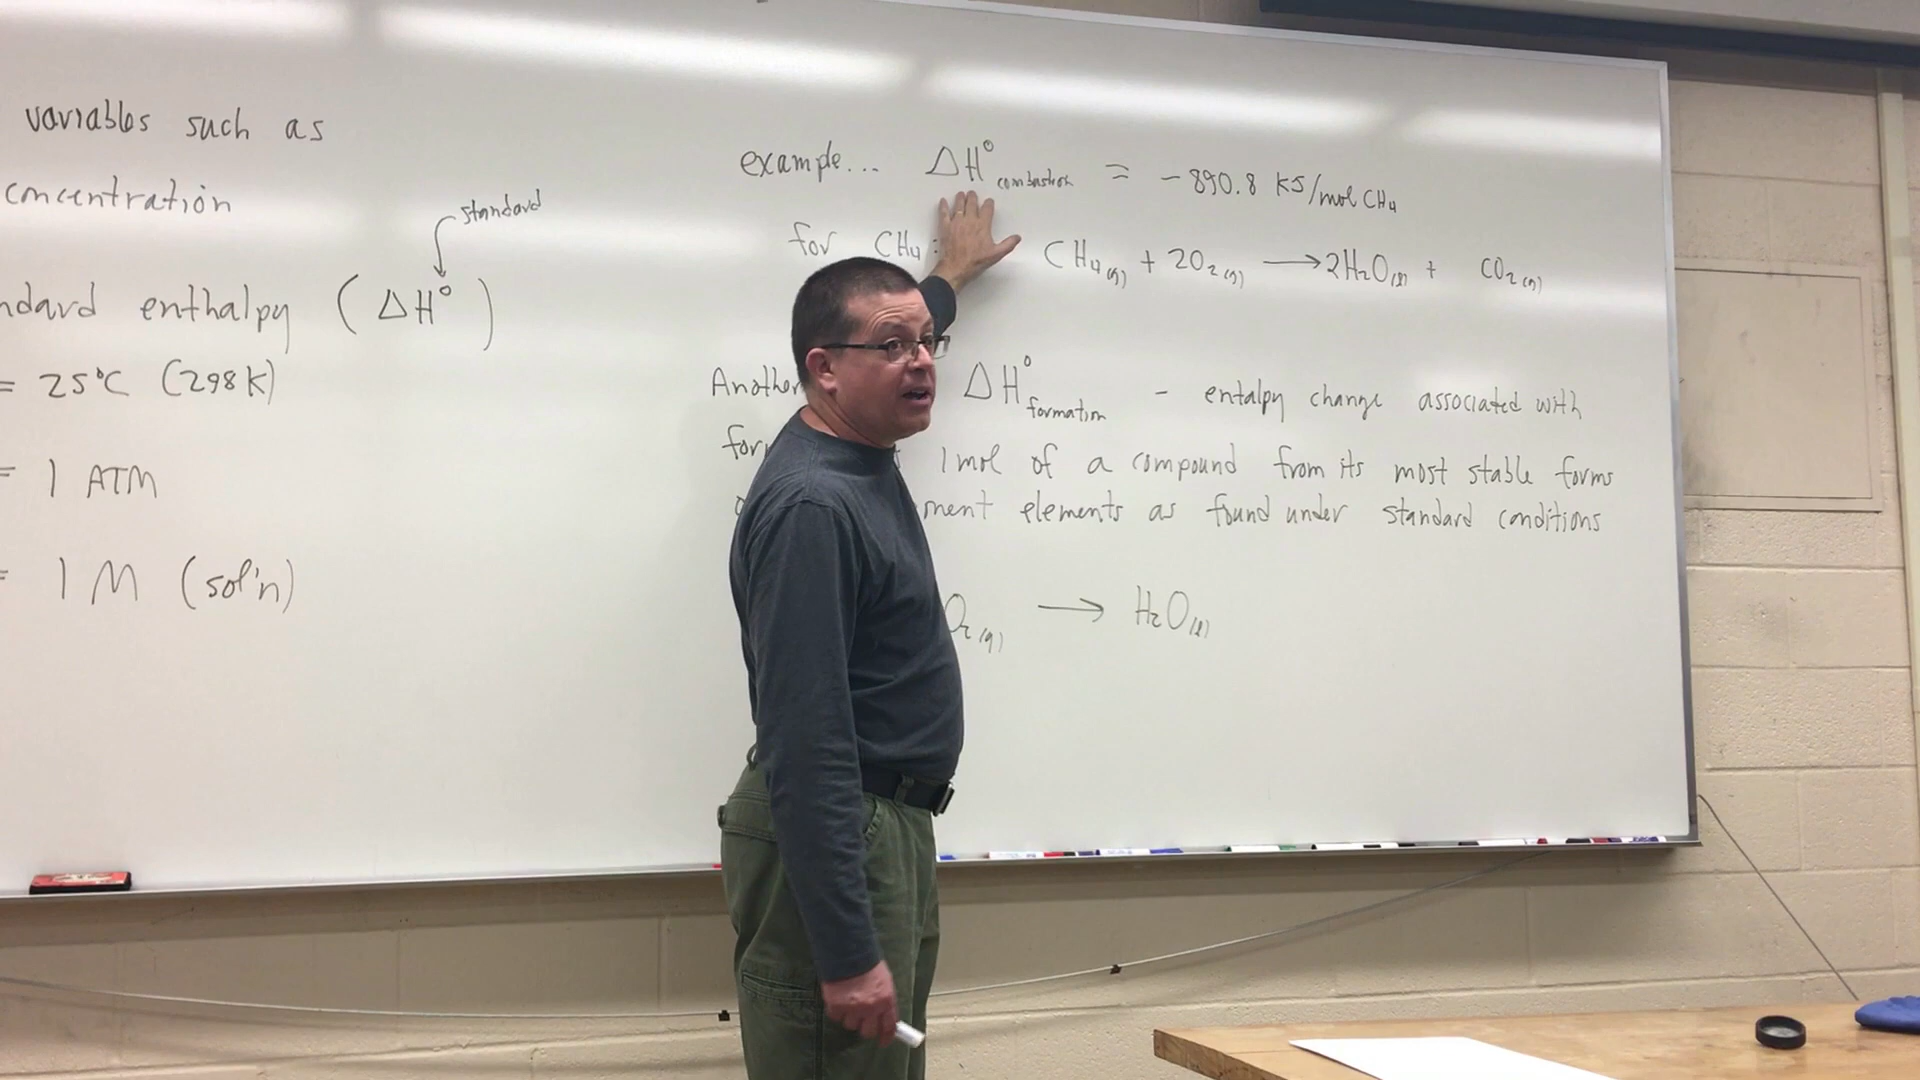 variables such as
concentration
standard
ndard enthalpy (ΔH°)
= 25°C (298K)
= 1 ATM
= 1 M (sol'n)
example... ΔH°combustion = -890.8 KJ/mol CH4
for CH4: CH4(g) + 2O2(g) → 2H2O(l) + CO2(g)
Another ΔH°formation - entalpy change associated with
for 1 mol of a compound from its most stable forms
ment elements as found under standard conditions
O2(g) → H2O(l)